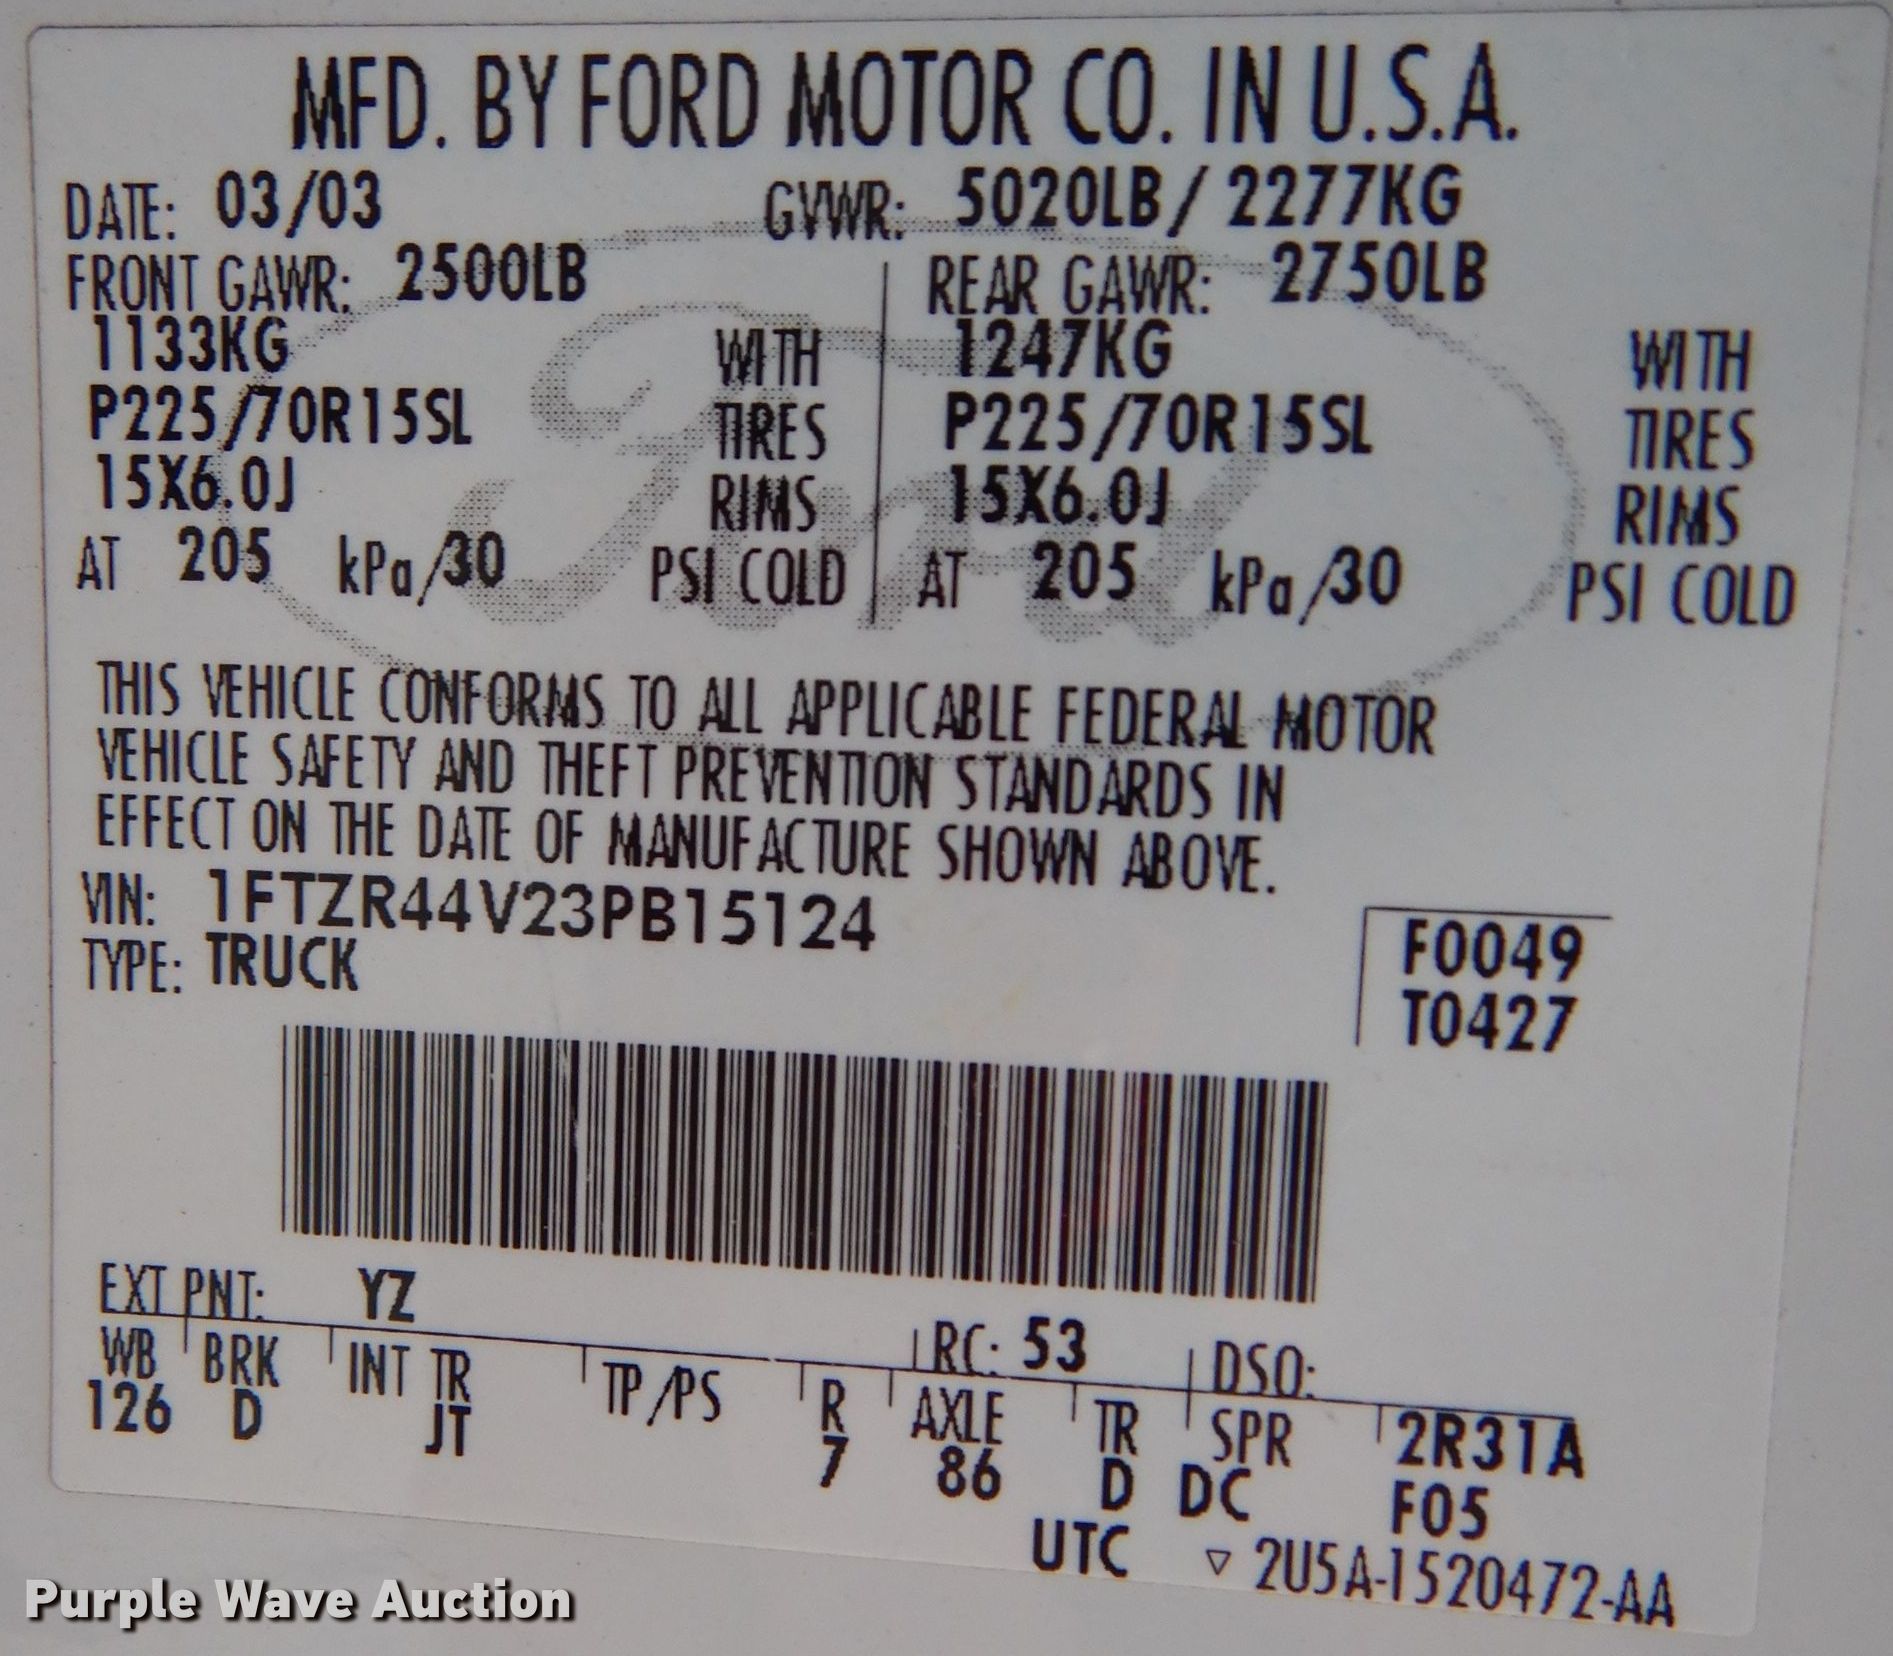 MFD. BY FORD MOTOR CO. IN U.S.A.
DATE: 03/03 GVWR: 5020LB/ 2277KG
FRONT GAWR: 2500LB REAR GAWR: 2750LB
1133KG WITH 1247KG WITH
P225/70R15SL TIRES P225/70R15SL TIRES
15X6.0J RIMS 15X6.0J RIMS
AT 205 kPa/30 PSI COLD AT 205 kPa/30 PSI COLD
Ford
THIS VEHICLE CONFORMS TO ALL APPLICABLE FEDERAL MOTOR
VEHICLE SAFETY AND THEFT PREVENTION STANDARDS IN
EFFECT ON THE DATE OF MANUFACTURE SHOWN ABOVE.
VIN: 1FTZR44V23PB15124
TYPE: TRUCK
F0049
T0427
EXT PNT: YZ RC: 53 DSO:
WB BRK INT TR TP/PS R AXLE TR SPR 2R31A
126 D JT 7 86 D DC F05
UTC ▽ 2U5A-1520472-AA
Purple Wave Auction